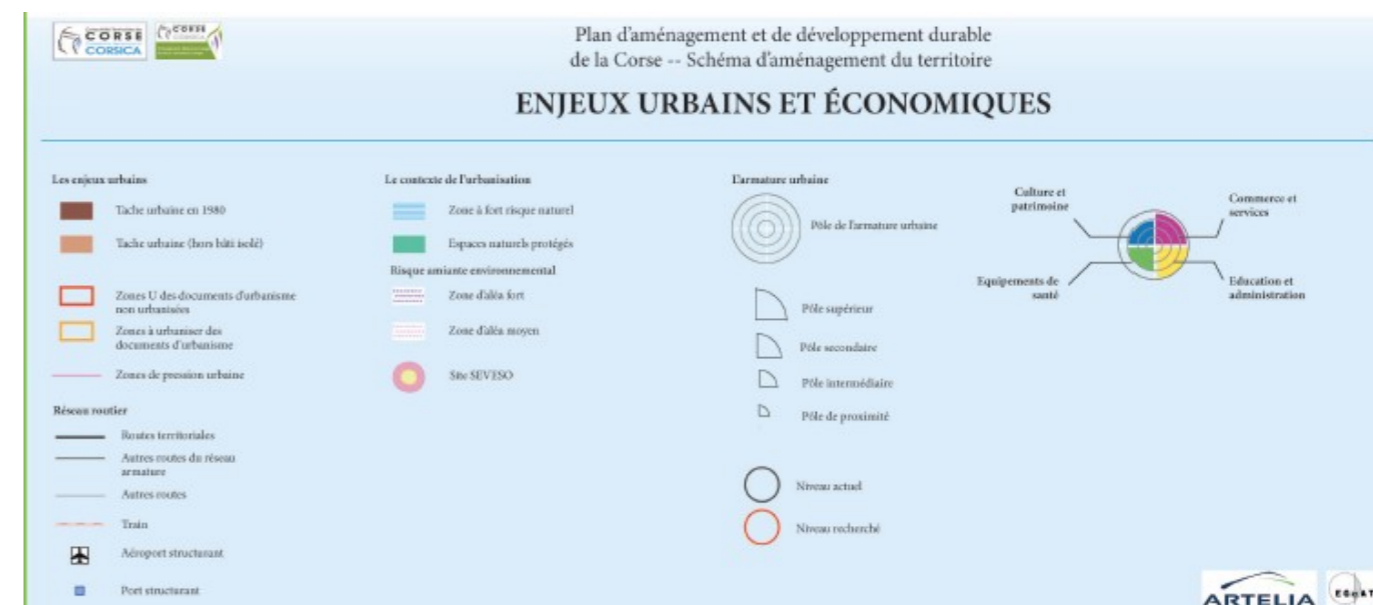 CORSE
CORSICA
CORSE
Plan d'aménagement et de développement durable
de la Corse -- Schéma d'aménagement du territoire
ENJEUX URBAINS ET ÉCONOMIQUES
Les enjeux urbains
Tache urbaine en 1980
Tache urbaine (hors bâti isolé)
Zones U des documents d'urbanisme
non urbanisées
Zones à urbaniser des
documents d'urbanisme
Zones de pression urbaine
Réseau routier
Routes territoriales
Autres routes du réseau
armature
Autres routes
Train
Aéroport structurant
Port structurant
Le contexte de l'urbanisation
Zone à fort risque naturel
Espaces naturels protégés
Risque amiante environnemental
Zone d'aléa fort
Zone d'aléa moyen
Site SEVESO
L'armature urbaine
Pôle de l'armature urbaine
Pôle supérieur
Pôle secondaire
Pôle intermédiaire
Pôle de proximité
Niveau actuel
Niveau recherché
Culture et
patrimoine
Commerce et
services
Equipements de
santé
Education et
administration
ARTELIA